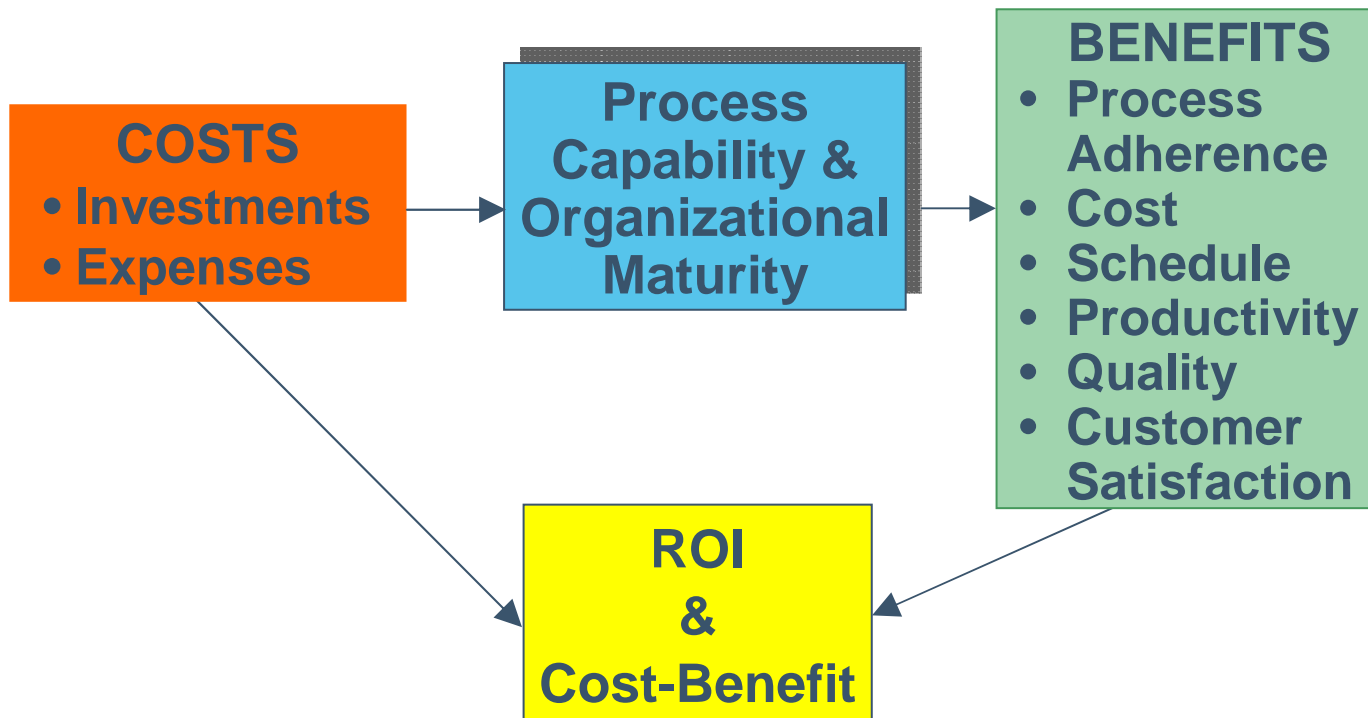 COSTS
• Investments
• Expenses
Process
Capability &
Organizational
Maturity
BENEFITS
• Process
Adherence
• Cost
• Schedule
• Productivity
• Quality
• Customer
Satisfaction
ROI
&
Cost-Benefit